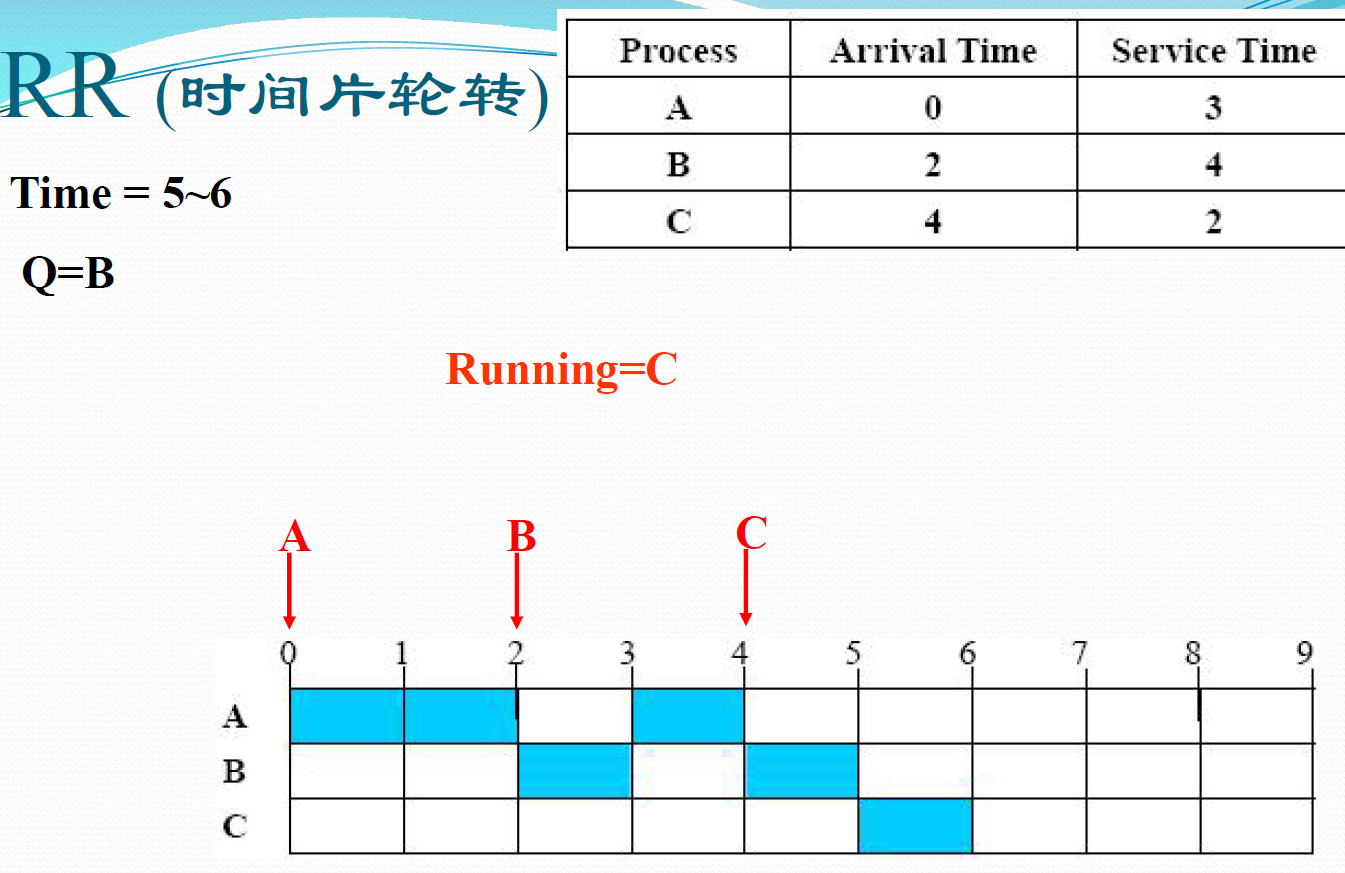 RR (时间片轮转)
Time = 5~6
Q=B
Process Arrival Time Service Time
A 0 3
B 2 4
C 4 2
Running=C
A B C
0 1 2 3 4 5 6 7 8 9
A
B
C